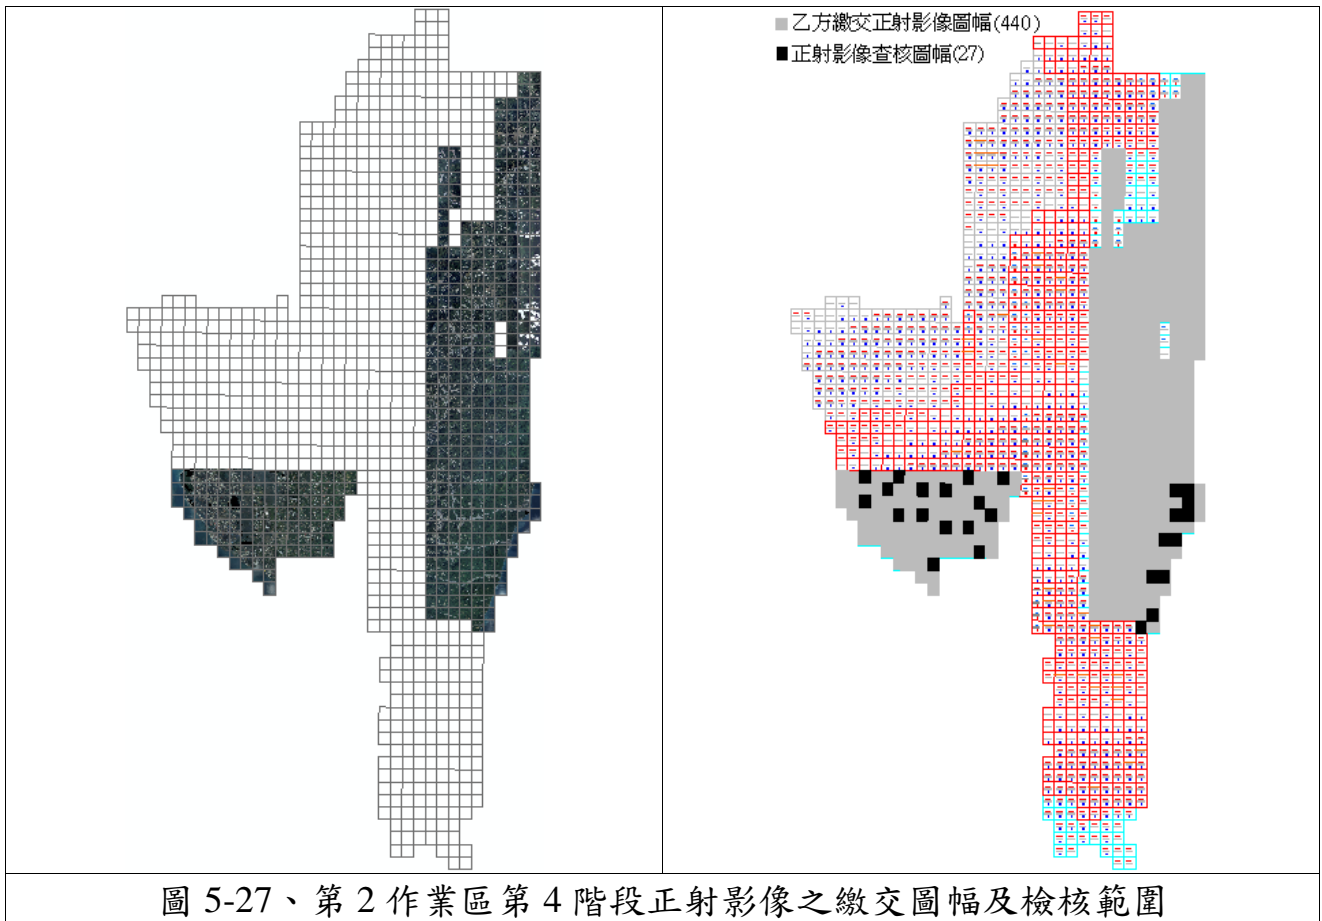 乙方繳交正射影像圖幅(440)
正射影像查核圖幅(27)
圖 5-27、第 2 作業區第 4 階段正射影像之繳交圖幅及檢核範圍